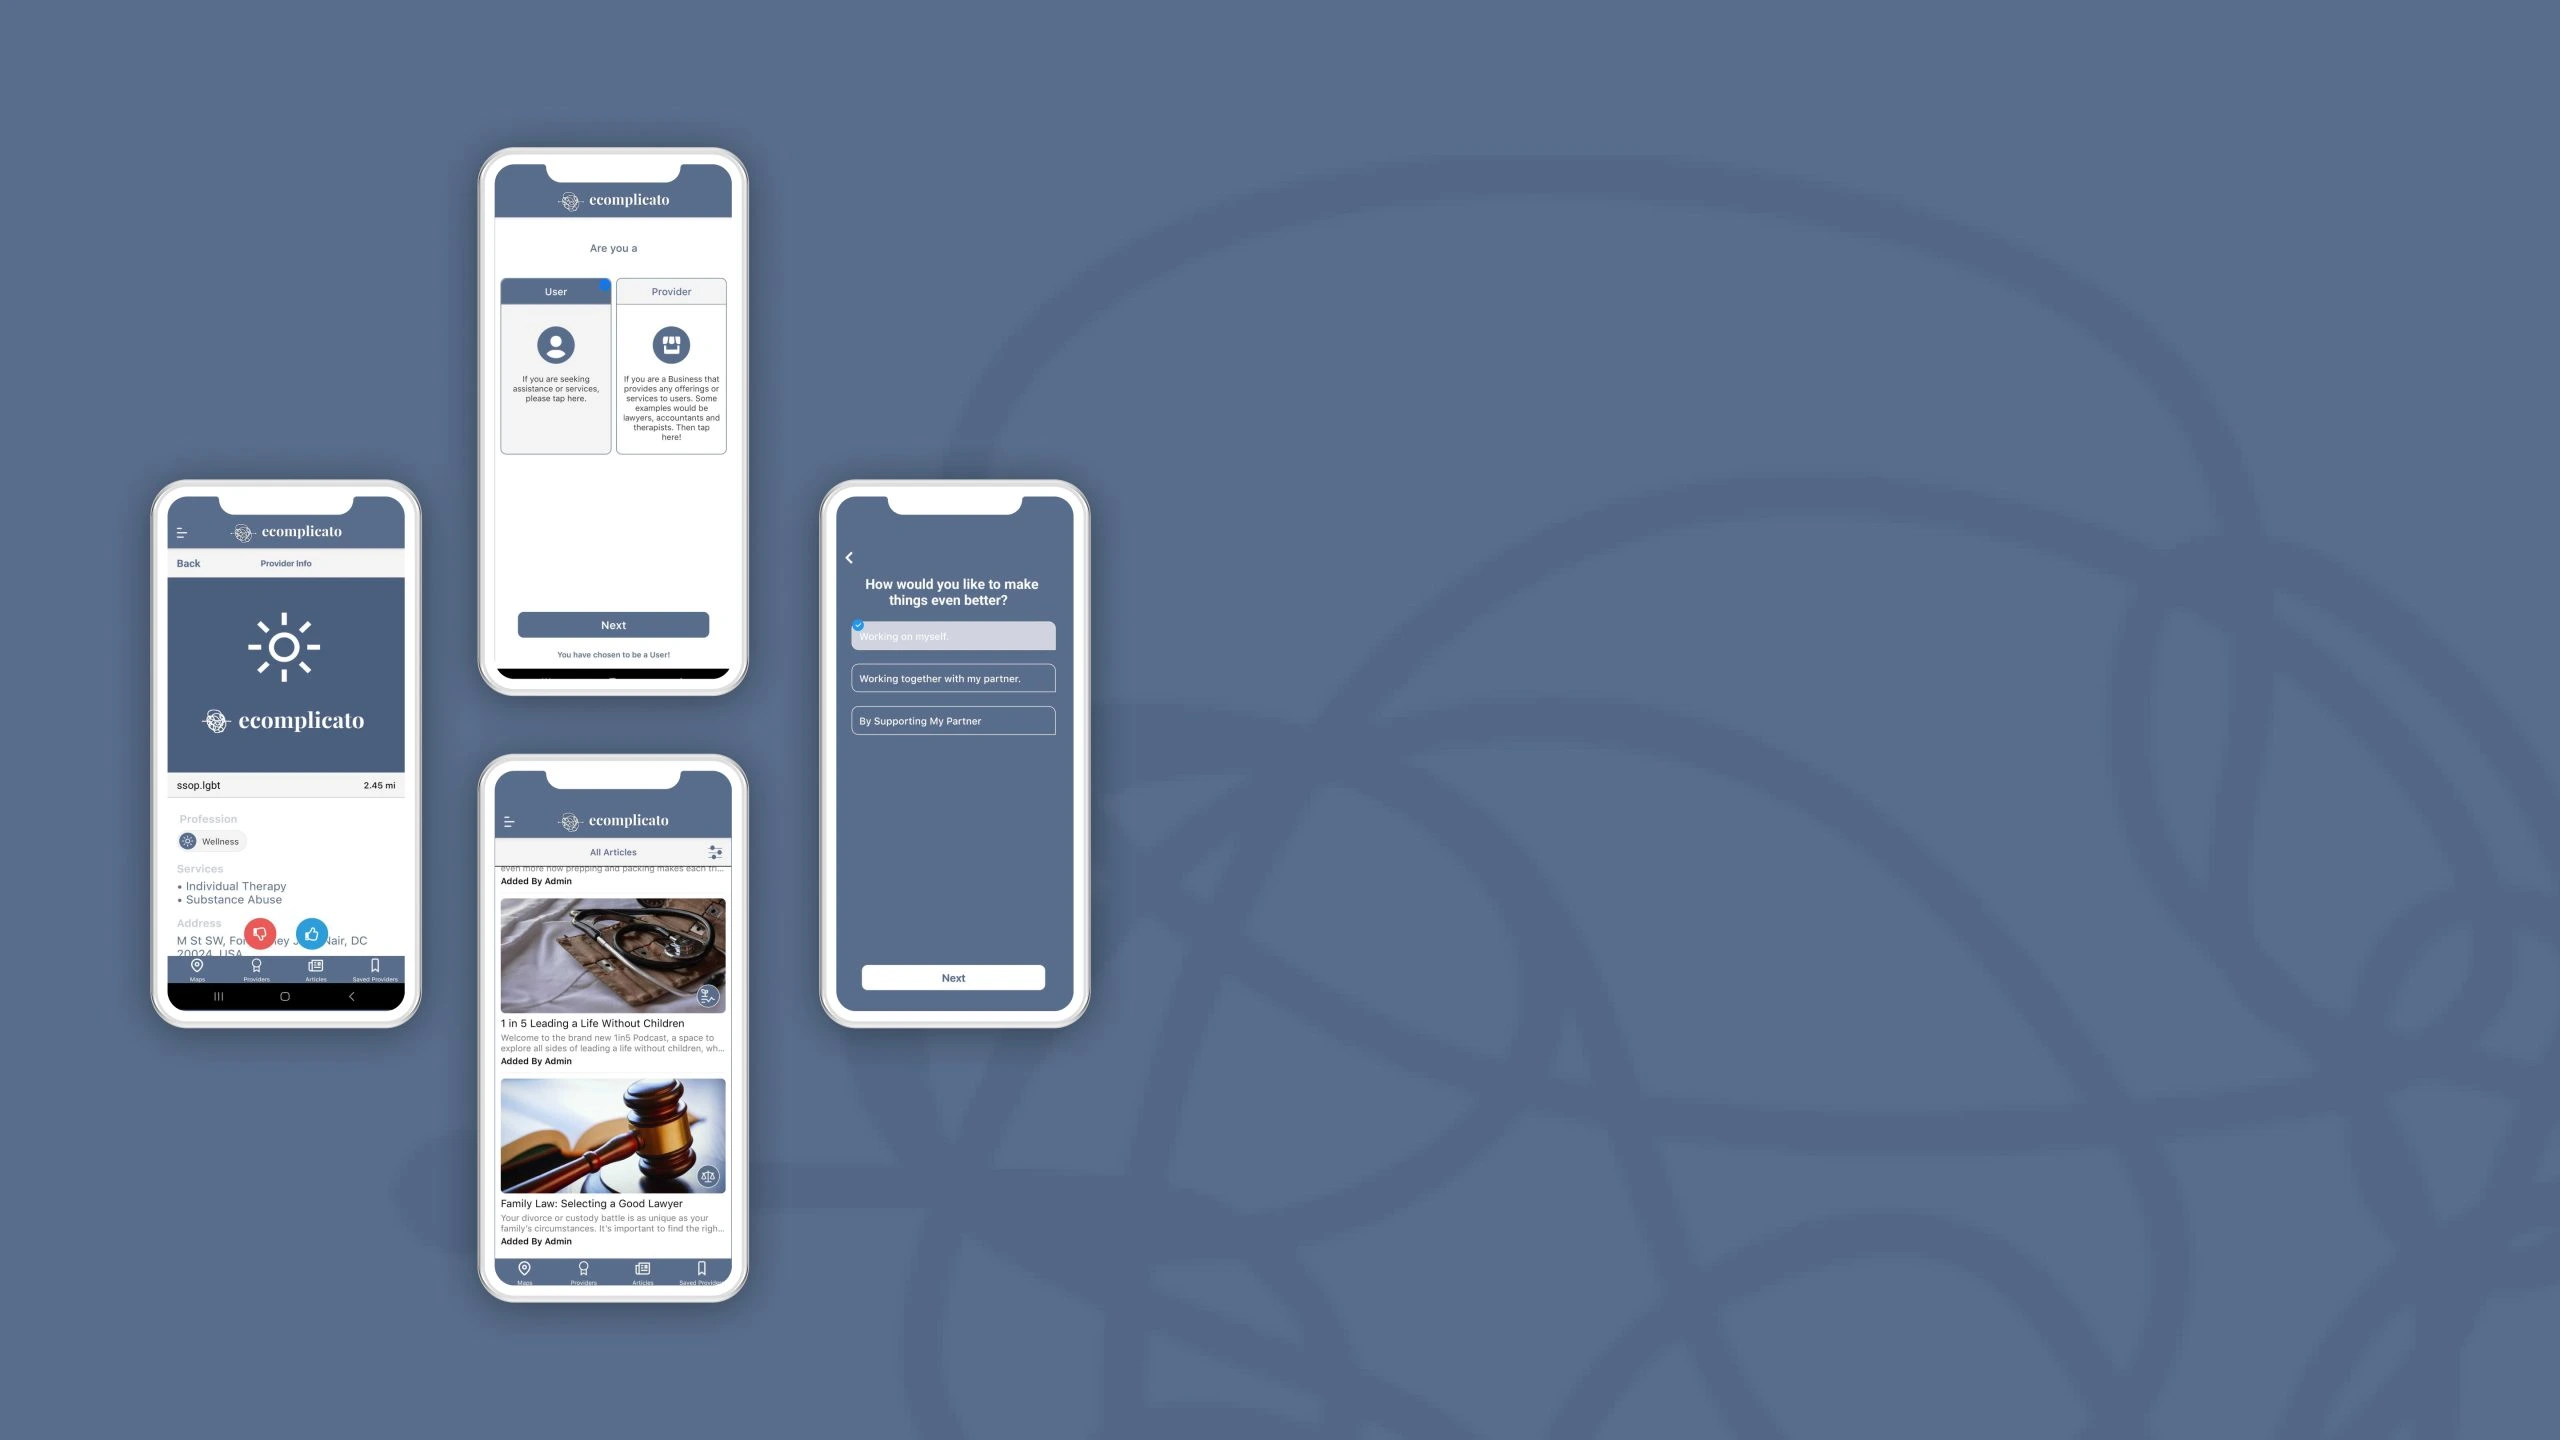 ecomplicato
Are you a
User
If you are seeking
assistance or services,
please tap here.
Provider
If you are a Business that
provides any offerings or
services to users. Some
examples would be
lawyers, accountants and
therapists. Then tap
here!
Next
You have chosen to be a User!
ecomplicato
Back
Provider Info
ecomplicato
ssop.lgbt
2.45 mi
Profession
Wellness
Services
• Individual Therapy
• Substance Abuse
Address
M St SW, For ley J Nair, DC
20024, USA
Maps
Providers
Articles
Saved Providers
ecomplicato
All Articles
even more now prepping and packing makes each tri...
Added By Admin
1 in 5 Leading a Life Without Children
Welcome to the brand new 1in5 Podcast, a space to
explore all sides of leading a life without children, wh...
Added By Admin
Family Law: Selecting a Good Lawyer
Your divorce or custody battle is as unique as your
family's circumstances. It's important to find the righ...
Added By Admin
Maps
Providers
Articles
Saved Providers
How would you like to make
things even better?
Working on myself.
Working together with my partner.
By Supporting My Partner
Next